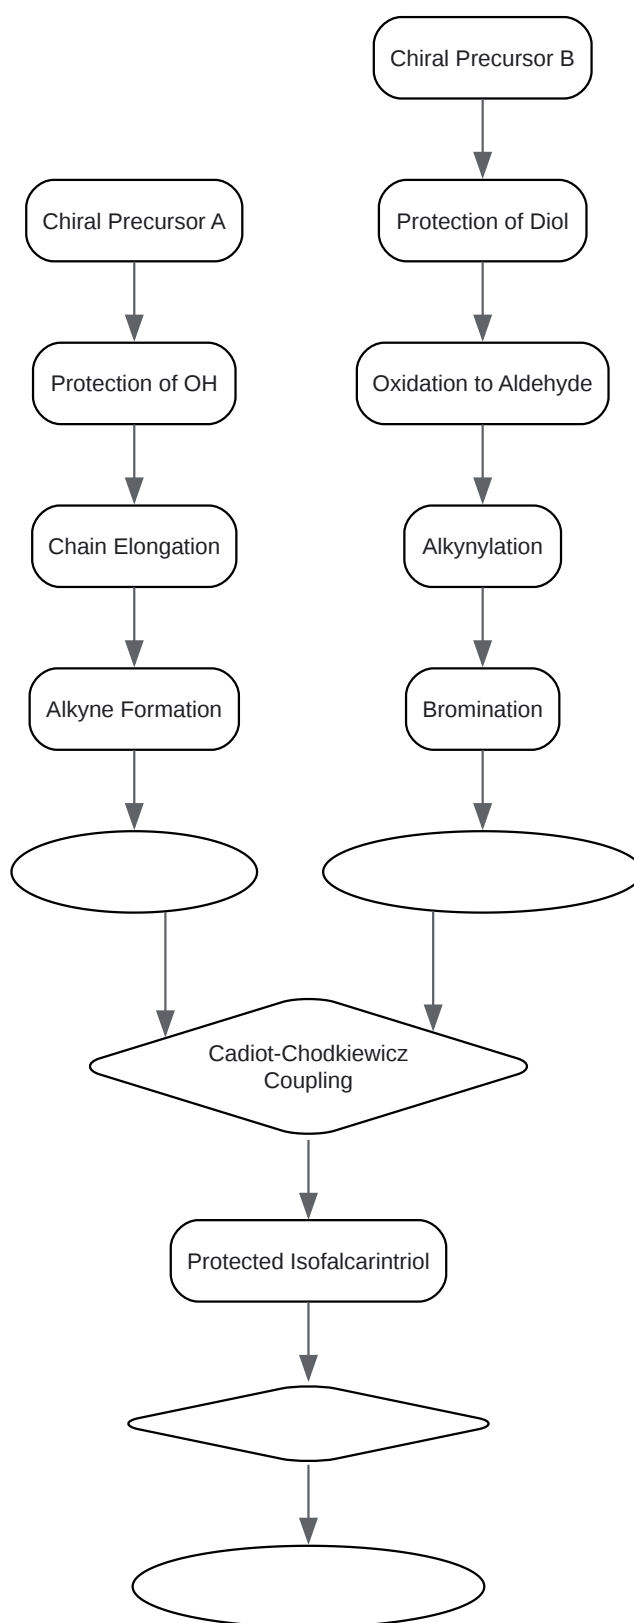 Chiral Precursor B
Chiral Precursor A
Protection of Diol
Protection of OH
Oxidation to Aldehyde
Chain Elongation
Alkynylation
Alkyne Formation
Bromination
Cadiot-Chodkiewicz
Coupling
Protected Isofalcarintriol